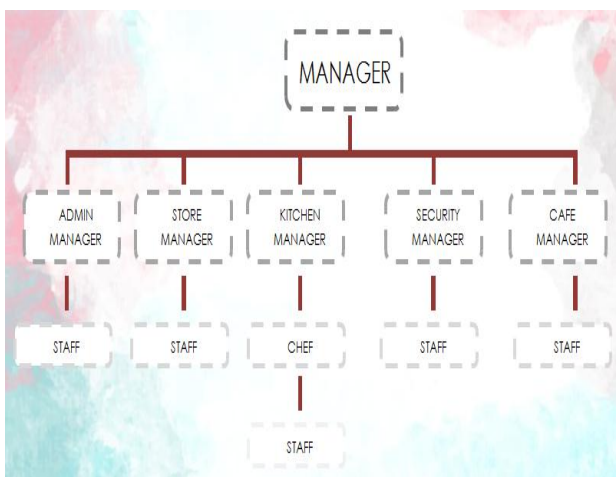 MANAGER
ADMIN
MANAGER
STORE
MANAGER
KITCHEN
MANAGER
SECURITY
MANAGER
CAFE
MANAGER
STAFF
STAFF
CHEF
STAFF
STAFF
STAFF